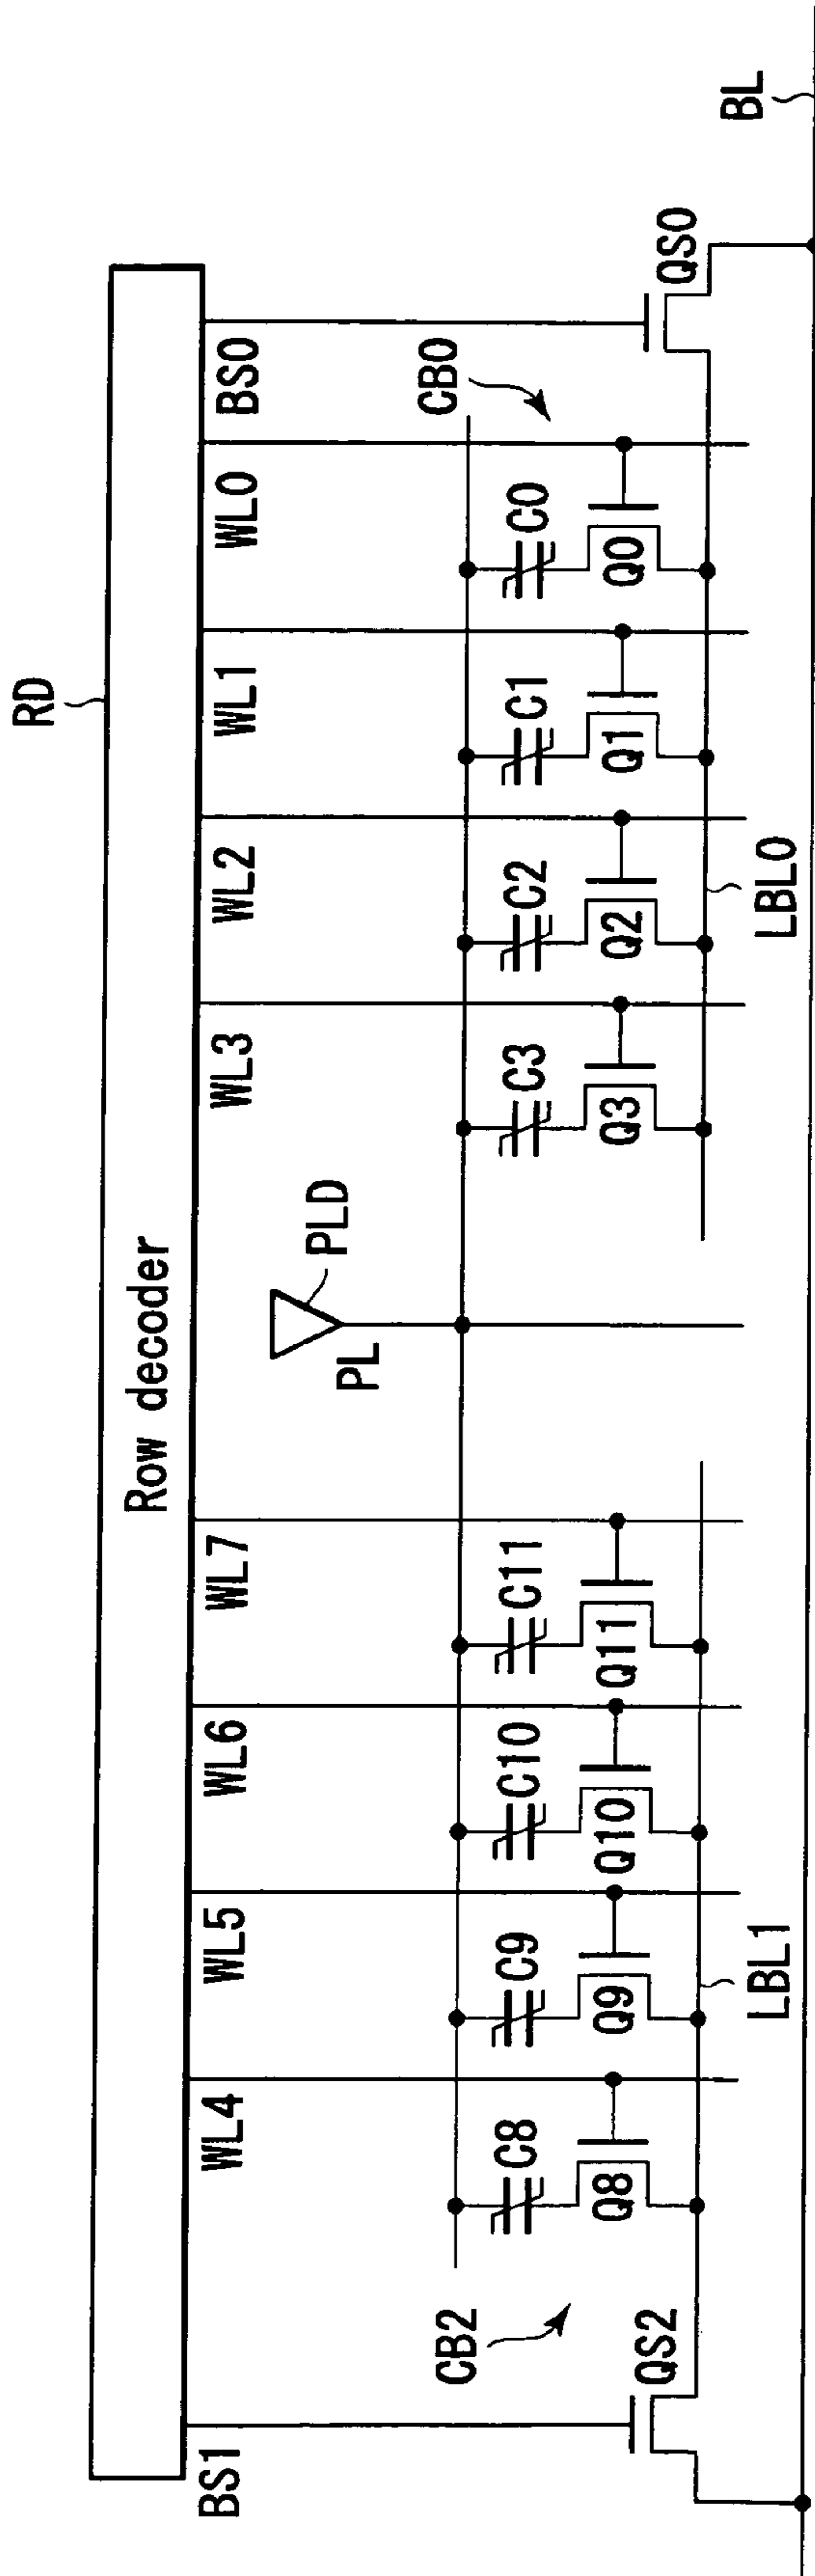 RD
Row decoder
BS1
WL4
WL5
WL6
WL7
WL3
WL2
WL1
WL0
BS0
PLD
PL
CB2
CB0
C8
C9
C10
C11
C3
C2
C1
C0
Q8
Q9
Q10
Q11
Q3
Q2
Q1
Q0
QS2
QS0
LBL1
LBL0
BL